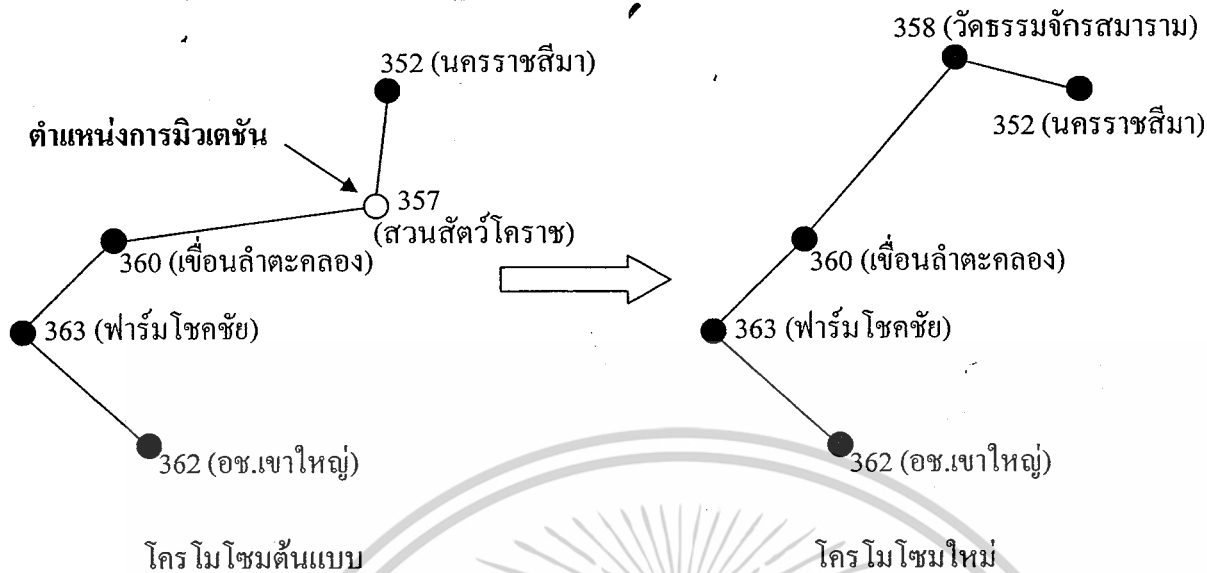 358 (วัดธรรมจักรสมาราม)
352 (นครราชสีมา)
352 (นครราชสีมา)
ตำแหน่งการมิวเตชัน
357
(สวนสัตว์โคราช)
360 (เขื่อนลำตะคลอง)
360 (เขื่อนลำตะคลอง)
363 (ฟาร์มโชคชัย)
363 (ฟาร์มโชคชัย)
362 (อช.เขาใหญ่)
362 (อช.เขาใหญ่)
โครโมโซมต้นแบบ
โครโมโซมใหม่